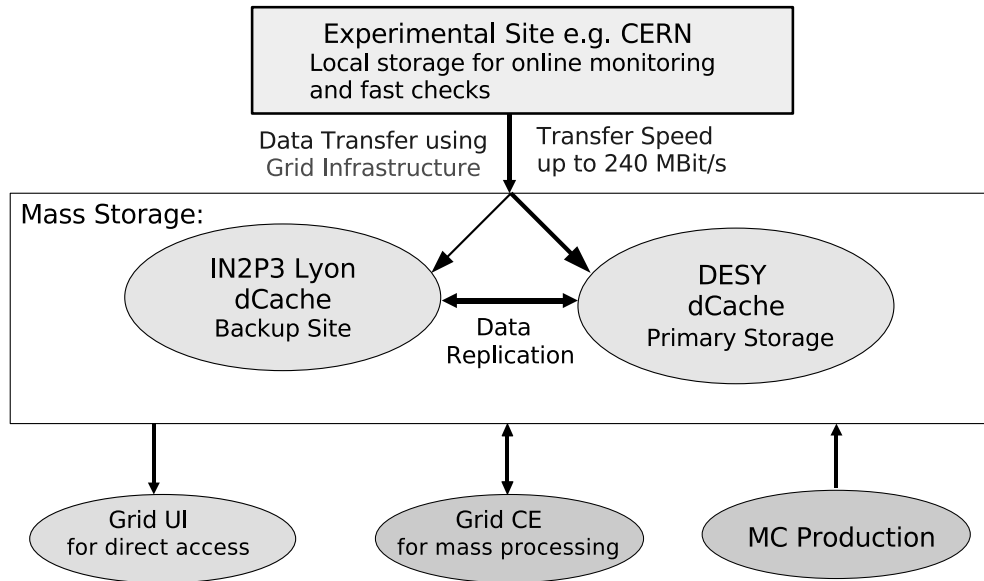 Experimental Site e.g. CERN
Local storage for online monitoring
and fast checks
Data Transfer using
Grid Infrastructure
Transfer Speed
up to 240 MBit/s
Mass Storage:
IN2P3 Lyon
dCache
Backup Site
Data
Replication
DESY
dCache
Primary Storage
Grid UI
for direct access
Grid CE
for mass processing
MC Production